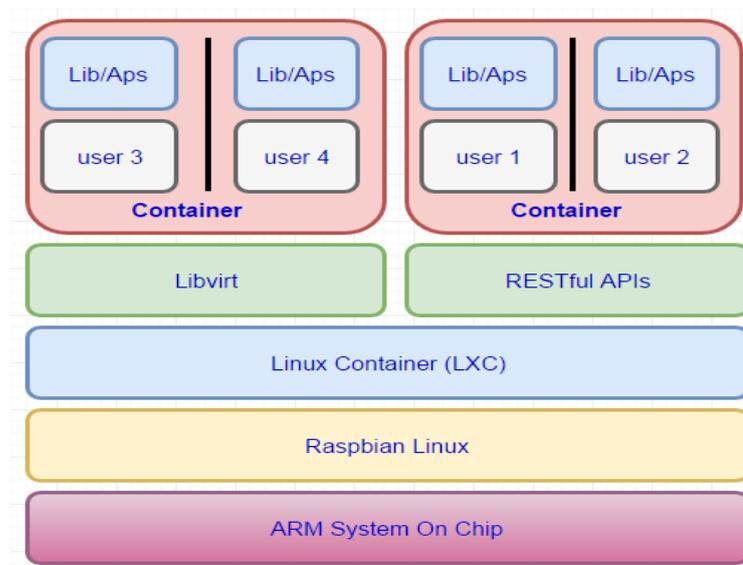 Lib/Aps
Lib/Aps
Lib/Aps
Lib/Aps
user 3
user 4
user 1
user 2
Container
Container
Libvirt
RESTful APIs
Linux Container (LXC)
Raspbian Linux
ARM System On Chip